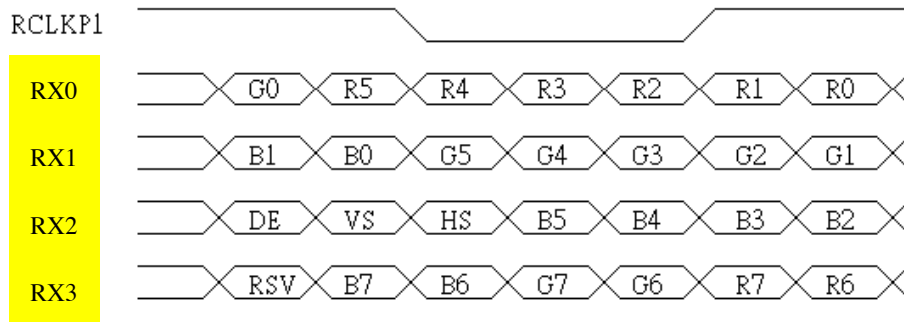 RCLKP1
RX0 G0 R5 R4 R3 R2 R1 R0
RX1 B1 B0 G5 G4 G3 G2 G1
RX2 DE VS HS B5 B4 B3 B2
RX3 RSV B7 B6 G7 G6 R7 R6